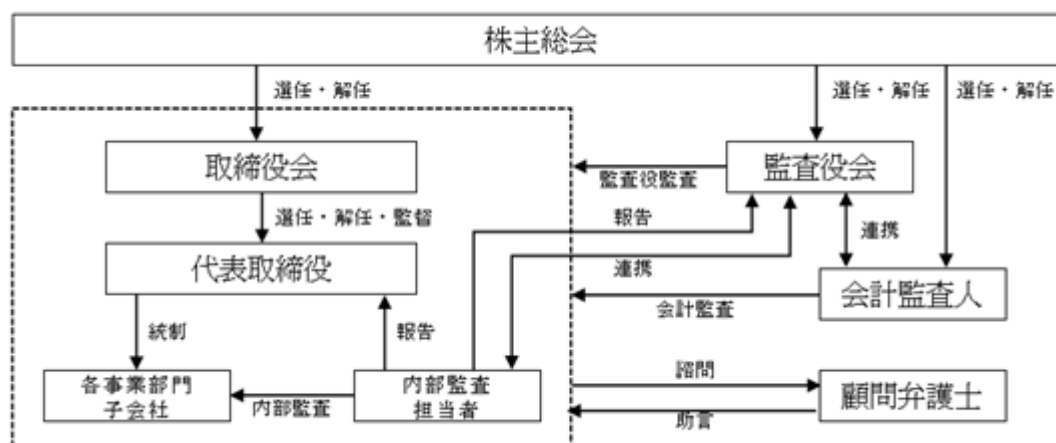 株主総会
選任・解任
選任・解任
選任・解任
取締役会
監査役会
監査役監査
選任・解任・監督
報告
連携
代表取締役
連携
会計監査人
会計監査
統制
報告
各事業部門
子会社
内部監査
内部監査
担当者
諮問
顧問弁護士
助言